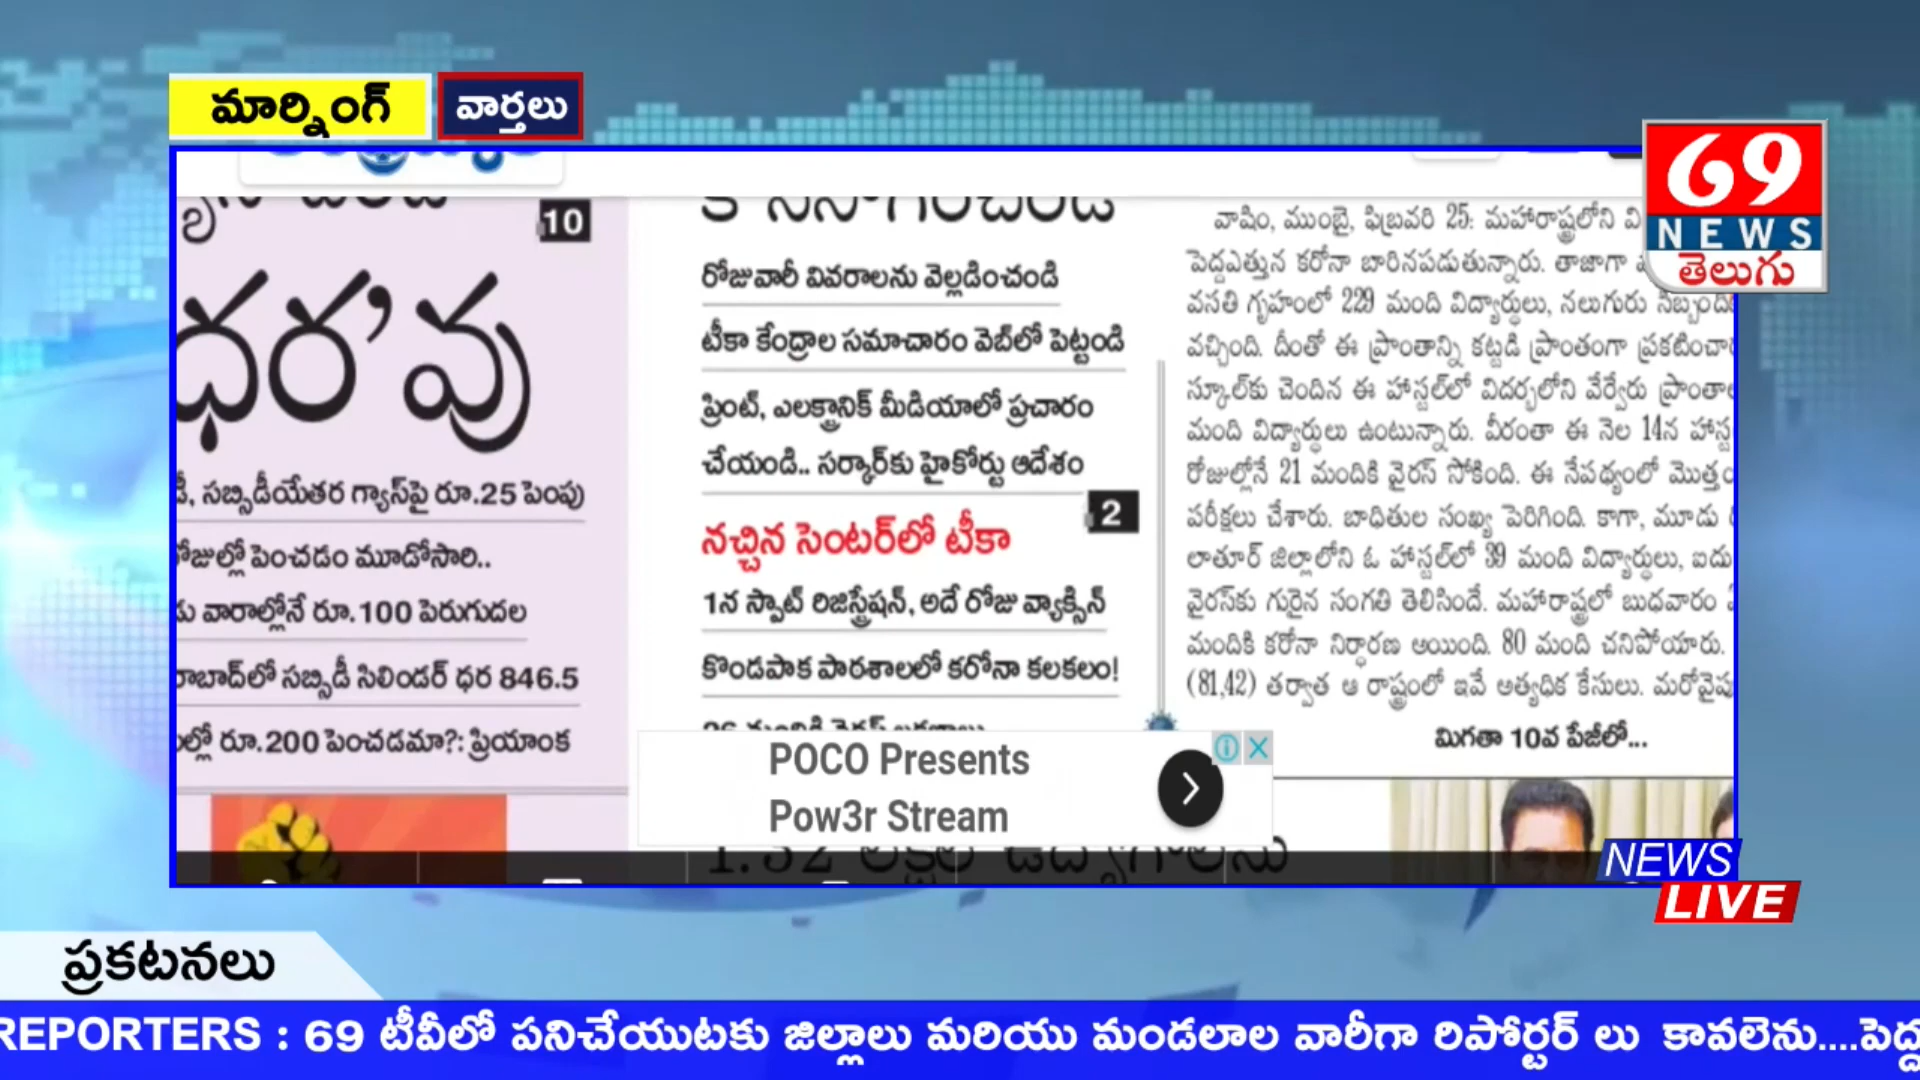 మార్నింగ్ వార్తలు
69
NEWS
తెలుగు
10
ధర'వు
సబ్సిడీయేతర గ్యాస్‌పై రూ.25 పెంపు
పెంచడం మూడోసారి..
వారాల్లోనే రూ.100 పెరుగుదల
సబ్సిడీ సిలిండర్ ధర 846.5
రూ.200 పెంచడమా?: ప్రియాంక
రోజువారీ వివరాలను వెల్లడించండి
టీకా కేంద్రాల సమాచారం వెబ్‌లో పెట్టండి
ప్రింట్, ఎలక్ట్రానిక్ మీడియాలో ప్రచారం
చేయండి.. సర్కార్‌కు హైకోర్టు ఆదేశం
2
నచ్చిన సెంటర్‌లో టీకా
1న స్పాట్ రిజిస్ట్రేషన్, అదే రోజు వ్యాక్సిన్
కొండపాక పాఠశాలలో కరోనా కలకలం!
వాషిం, ముంబై, ఫిబ్రవరి 25: మహారాష్ట్రలోని
పెద్దఎత్తున కరోనా బారినపడుతున్నారు. తాజాగా
వసతి గృహంలో 229 మంది విద్యార్థులు, నలుగురు
వచ్చింది. దీంతో ఈ ప్రాంతాన్ని కట్టడి ప్రాంతంగా
స్కూల్‌కు చెందిన ఈ హాస్టల్‌లో విదర్భలోని వేర్వేరు
మంది విద్యార్థులు ఉంటున్నారు. వీరంతా ఈ నెల 14న
రోజుల్లోనే 21 మందికి వైరస్ సోకింది. ఈ నేపథ్యంలో
పరీక్షలు చేశారు. బాధితుల సంఖ్య పెరిగింది. కాగా, మూడు
లాతూర్ జిల్లాలోని ఓ హాస్టల్‌లో 39 మంది విద్యార్థులు, ఐదు
వైరస్‌కు గురైన సంగతి తెలిసిందే. మహారాష్ట్రలో బుధవారం
మందికి కరోనా నిర్ధారణ అయింది. 80 మంది చనిపోయారు.
(81,42) తర్వాత ఆ రాష్ట్రంలో ఇవే అత్యధిక కేసులు.
మిగతా 10వ పేజీలో...
POCO Presents
Pow3r Stream
NEWS
LIVE
ప్రకటనలు
REPORTERS : 69 టీవీలో పనిచేయుటకు జిల్లాలు మరియు మండలాల వారీగా రిపోర్టర్ లు కావలెను....